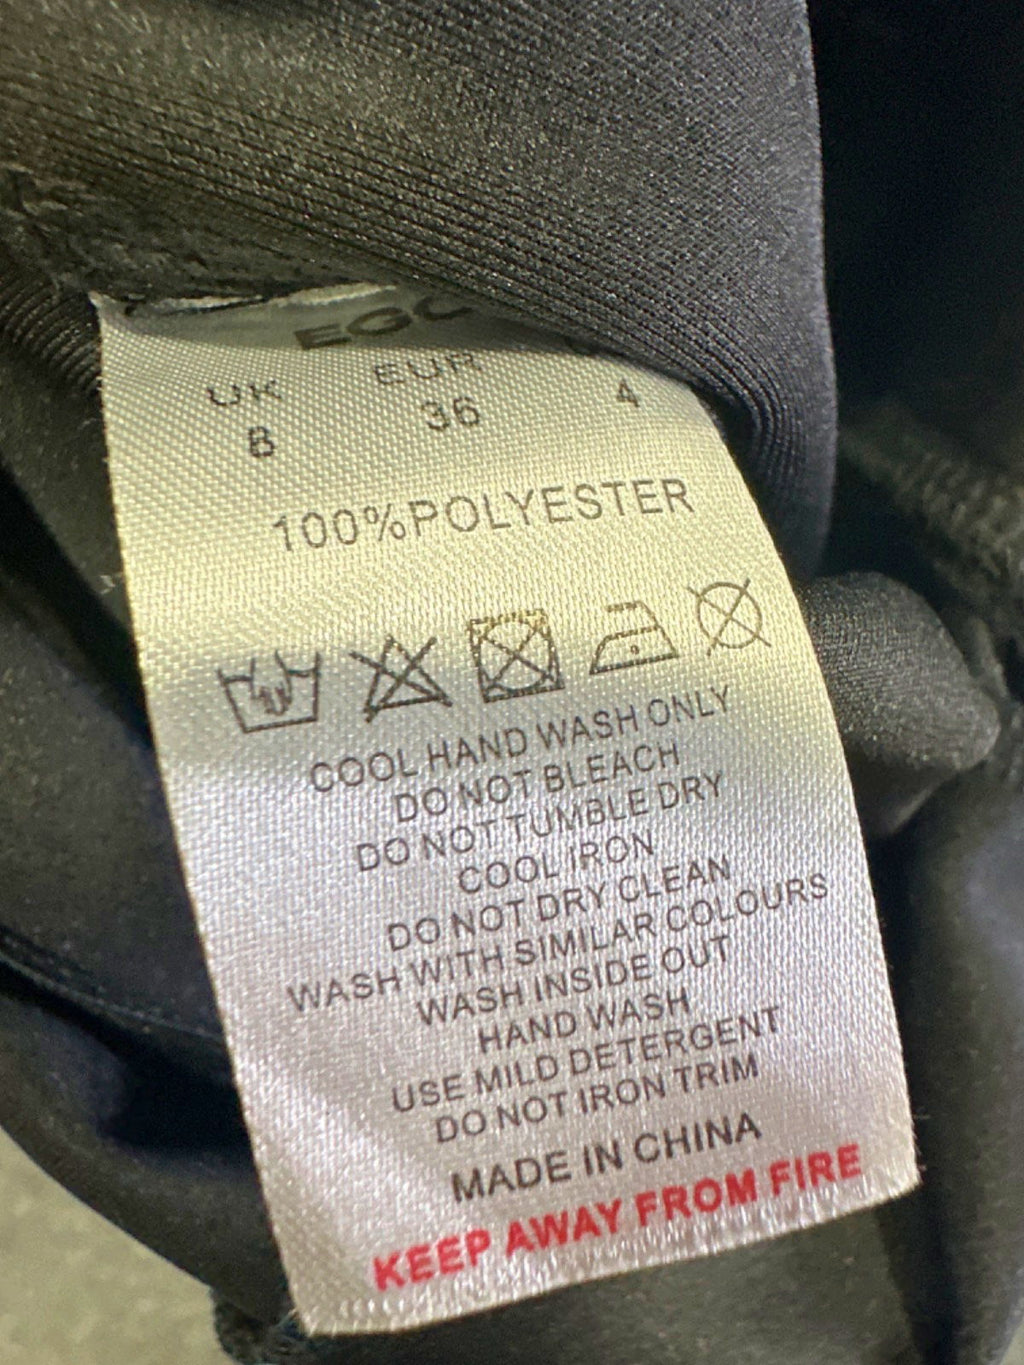 EGO
UK EUR
8 36 4
100%POLYESTER
COOL HAND WASH ONLY
DO NOT BLEACH
DO NOT TUMBLE DRY
COOL IRON
DO NOT DRY CLEAN
WASH WITH SIMILAR COLOURS
WASH INSIDE OUT
HAND WASH
USE MILD DETERGENT
DO NOT IRON TRIM
MADE IN CHINA
KEEP AWAY FROM FIRE